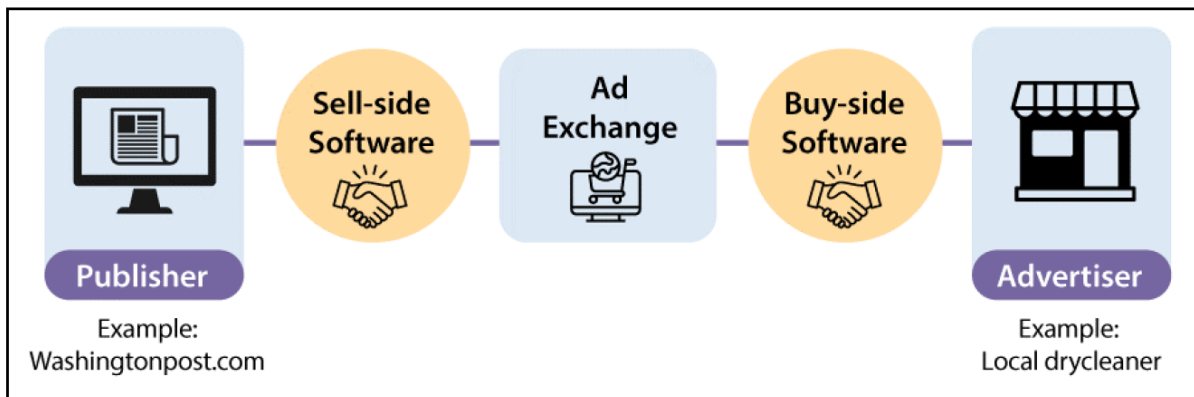 Sell-side
Software
Ad
Exchange
Buy-side
Software
Publisher
Advertiser
Example:
Washingtonpost.com
Example:
Local drycleaner